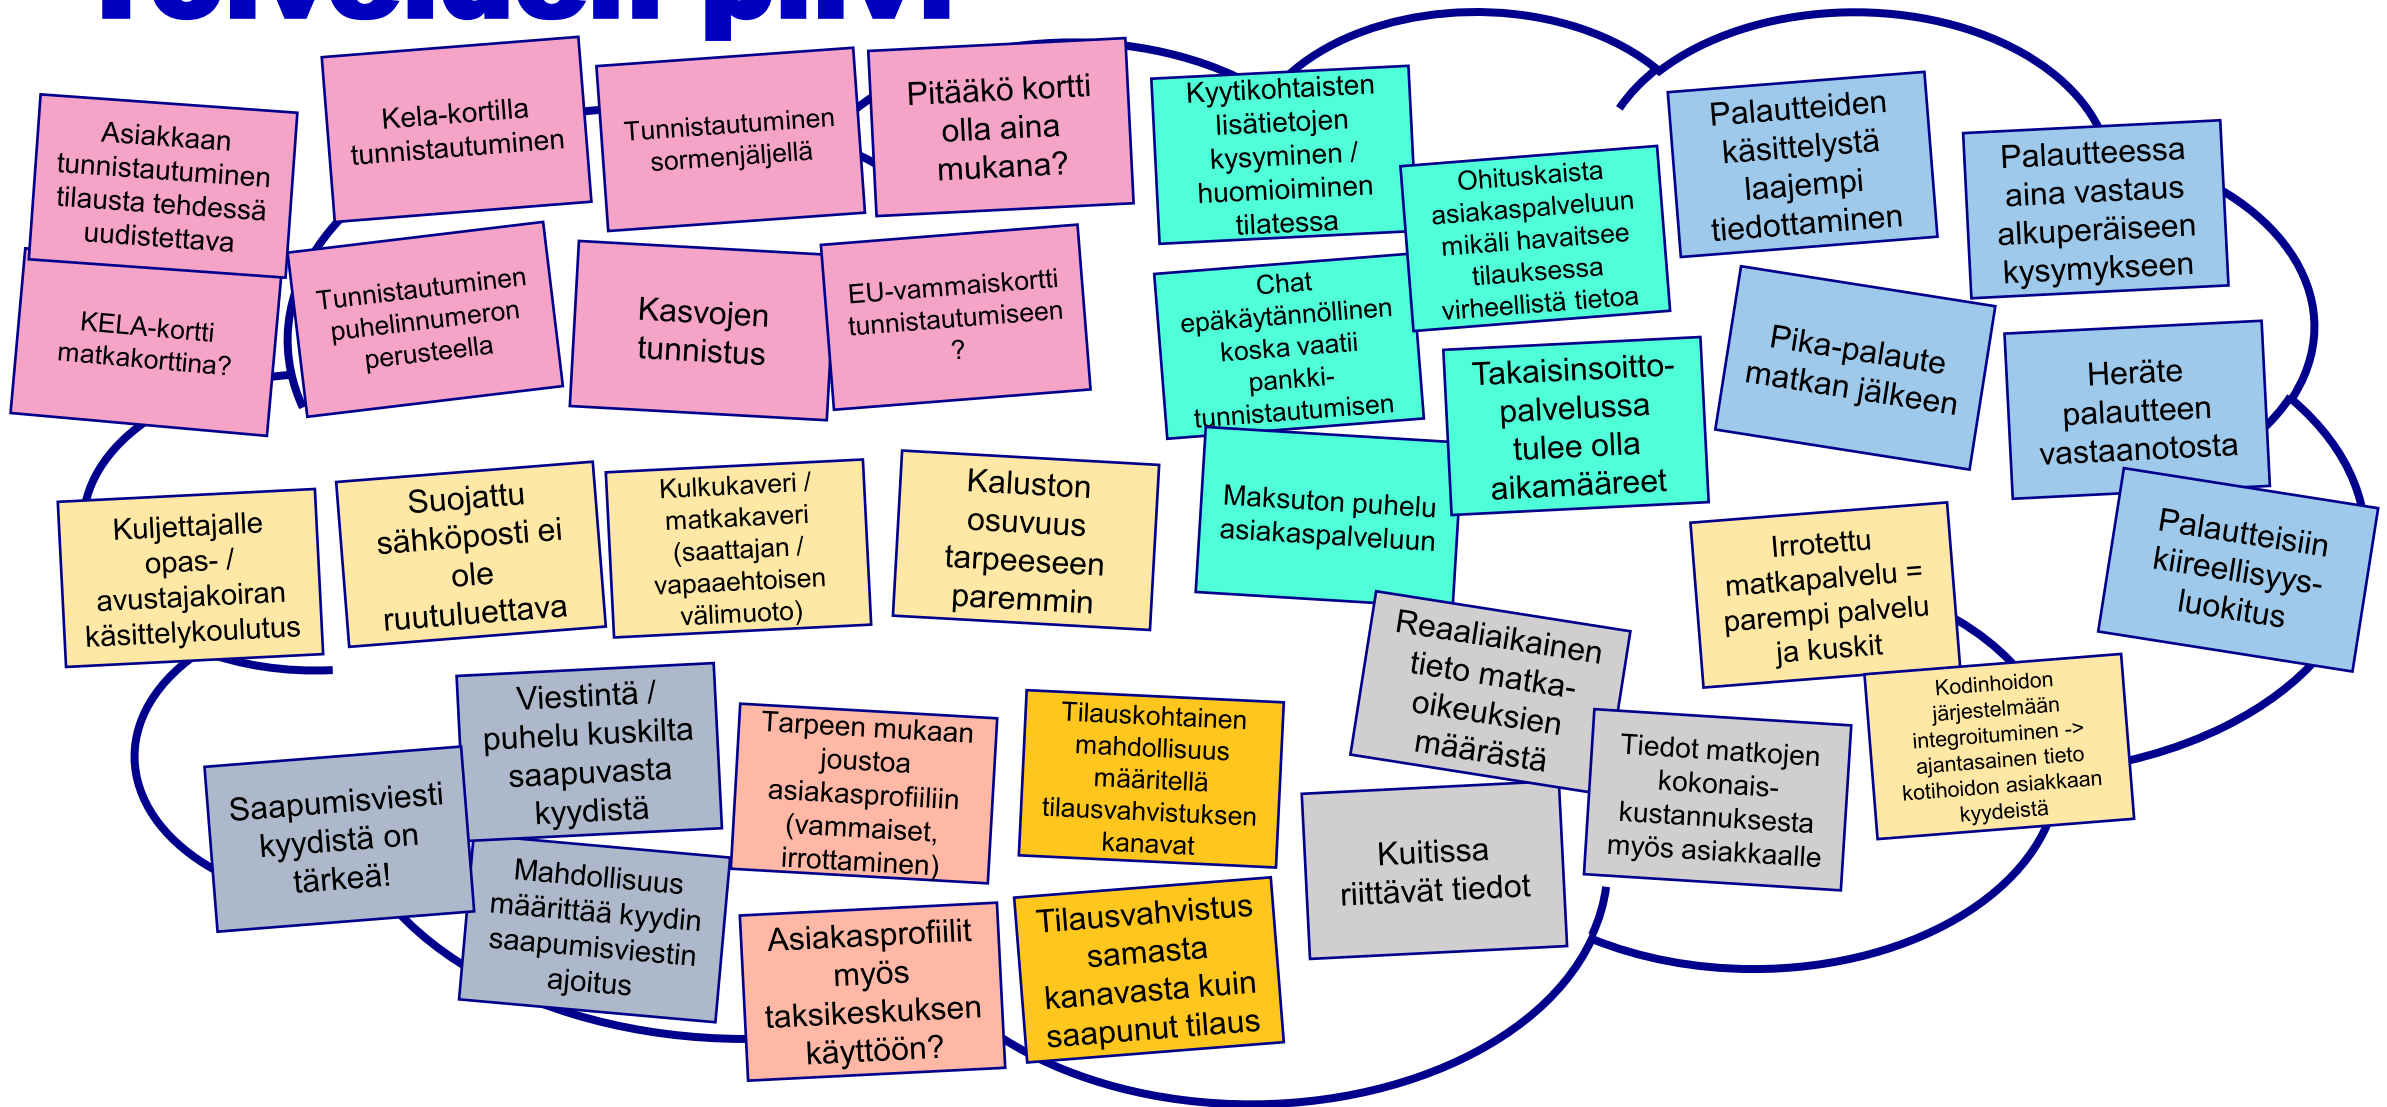 Toiveiden pilvi
Asiakkaan
tunnistautuminen
tilausta tehdessä
uudistettava
Kela-kortilla
tunnistautuminen
Tunnistautuminen
sormenjäljellä
Pitääkö kortti
olla aina
mukana?
KELA-kortti
matkakorttina?
Tunnistautuminen
puhelinnumeron
perusteella
Kasvojen
tunnistus
EU-vammaiskortti
tunnistautumiseen
?
Kyytikohtaisten
lisätietojen
kysyminen /
huomioiminen
tilatessa
Ohituskaista
asiakaspalveluun
mikäli havaitsee
tilauksessa
virheellistä tietoa
Chat
epäkäytännöllinen
koska vaatii
pankki-
tunnistautumisen
Takaisinsoitto-
palvelussa
tulee olla
aikamääreet
Maksuton puhelu
asiakaspalveluun
Palautteiden
käsittelystä
laajempi
tiedottaminen
Palautteessa
aina vastaus
alkuperäiseen
kysymykseen
Pika-palaute
matkan jälkeen
Heräte
palautteen
vastaanotosta
Palautteisiin
kiireellisyys-
luokitus
Kuljettajalle
opas- /
avustajakoiran
käsittelykoulutus
Suojattu
sähköposti ei
ole
ruutuluettava
Kulkukaveri /
matkakaveri
(saattajan /
vapaaehtoisen
välimuoto)
Kaluston
osuvuus
tarpeeseen
paremmin
Irrotettu
matkapalvelu =
parempi palvelu
ja kuskit
Kodinhoidon
järjestelmään
integroituminen ->
ajantasainen tieto
kotihoidon asiakkaan
kyydeistä
Reaaliaikainen
tieto matka-
oikeuksien
määrästä
Tiedot matkojen
kokonais-
kustannuksesta
myös asiakkaalle
Kuitissa
riittävät tiedot
Viestintä /
puhelu kuskilta
saapuvasta
kyydistä
Saapumisviesti
kyydistä on
tärkeä!
Mahdollisuus
määrittää kyydin
saapumisviestin
ajoitus
Tarpeen mukaan
joustoa
asiakasprofiiliin
(vammaiset,
irrottaminen)
Asiakasprofiilit
myös
taksikeskuksen
käyttöön?
Tilauskohtainen
mahdollisuus
määritellä
tilausvahvistuksen
kanavat
Tilausvahvistus
samasta
kanavasta kuin
saapunut tilaus